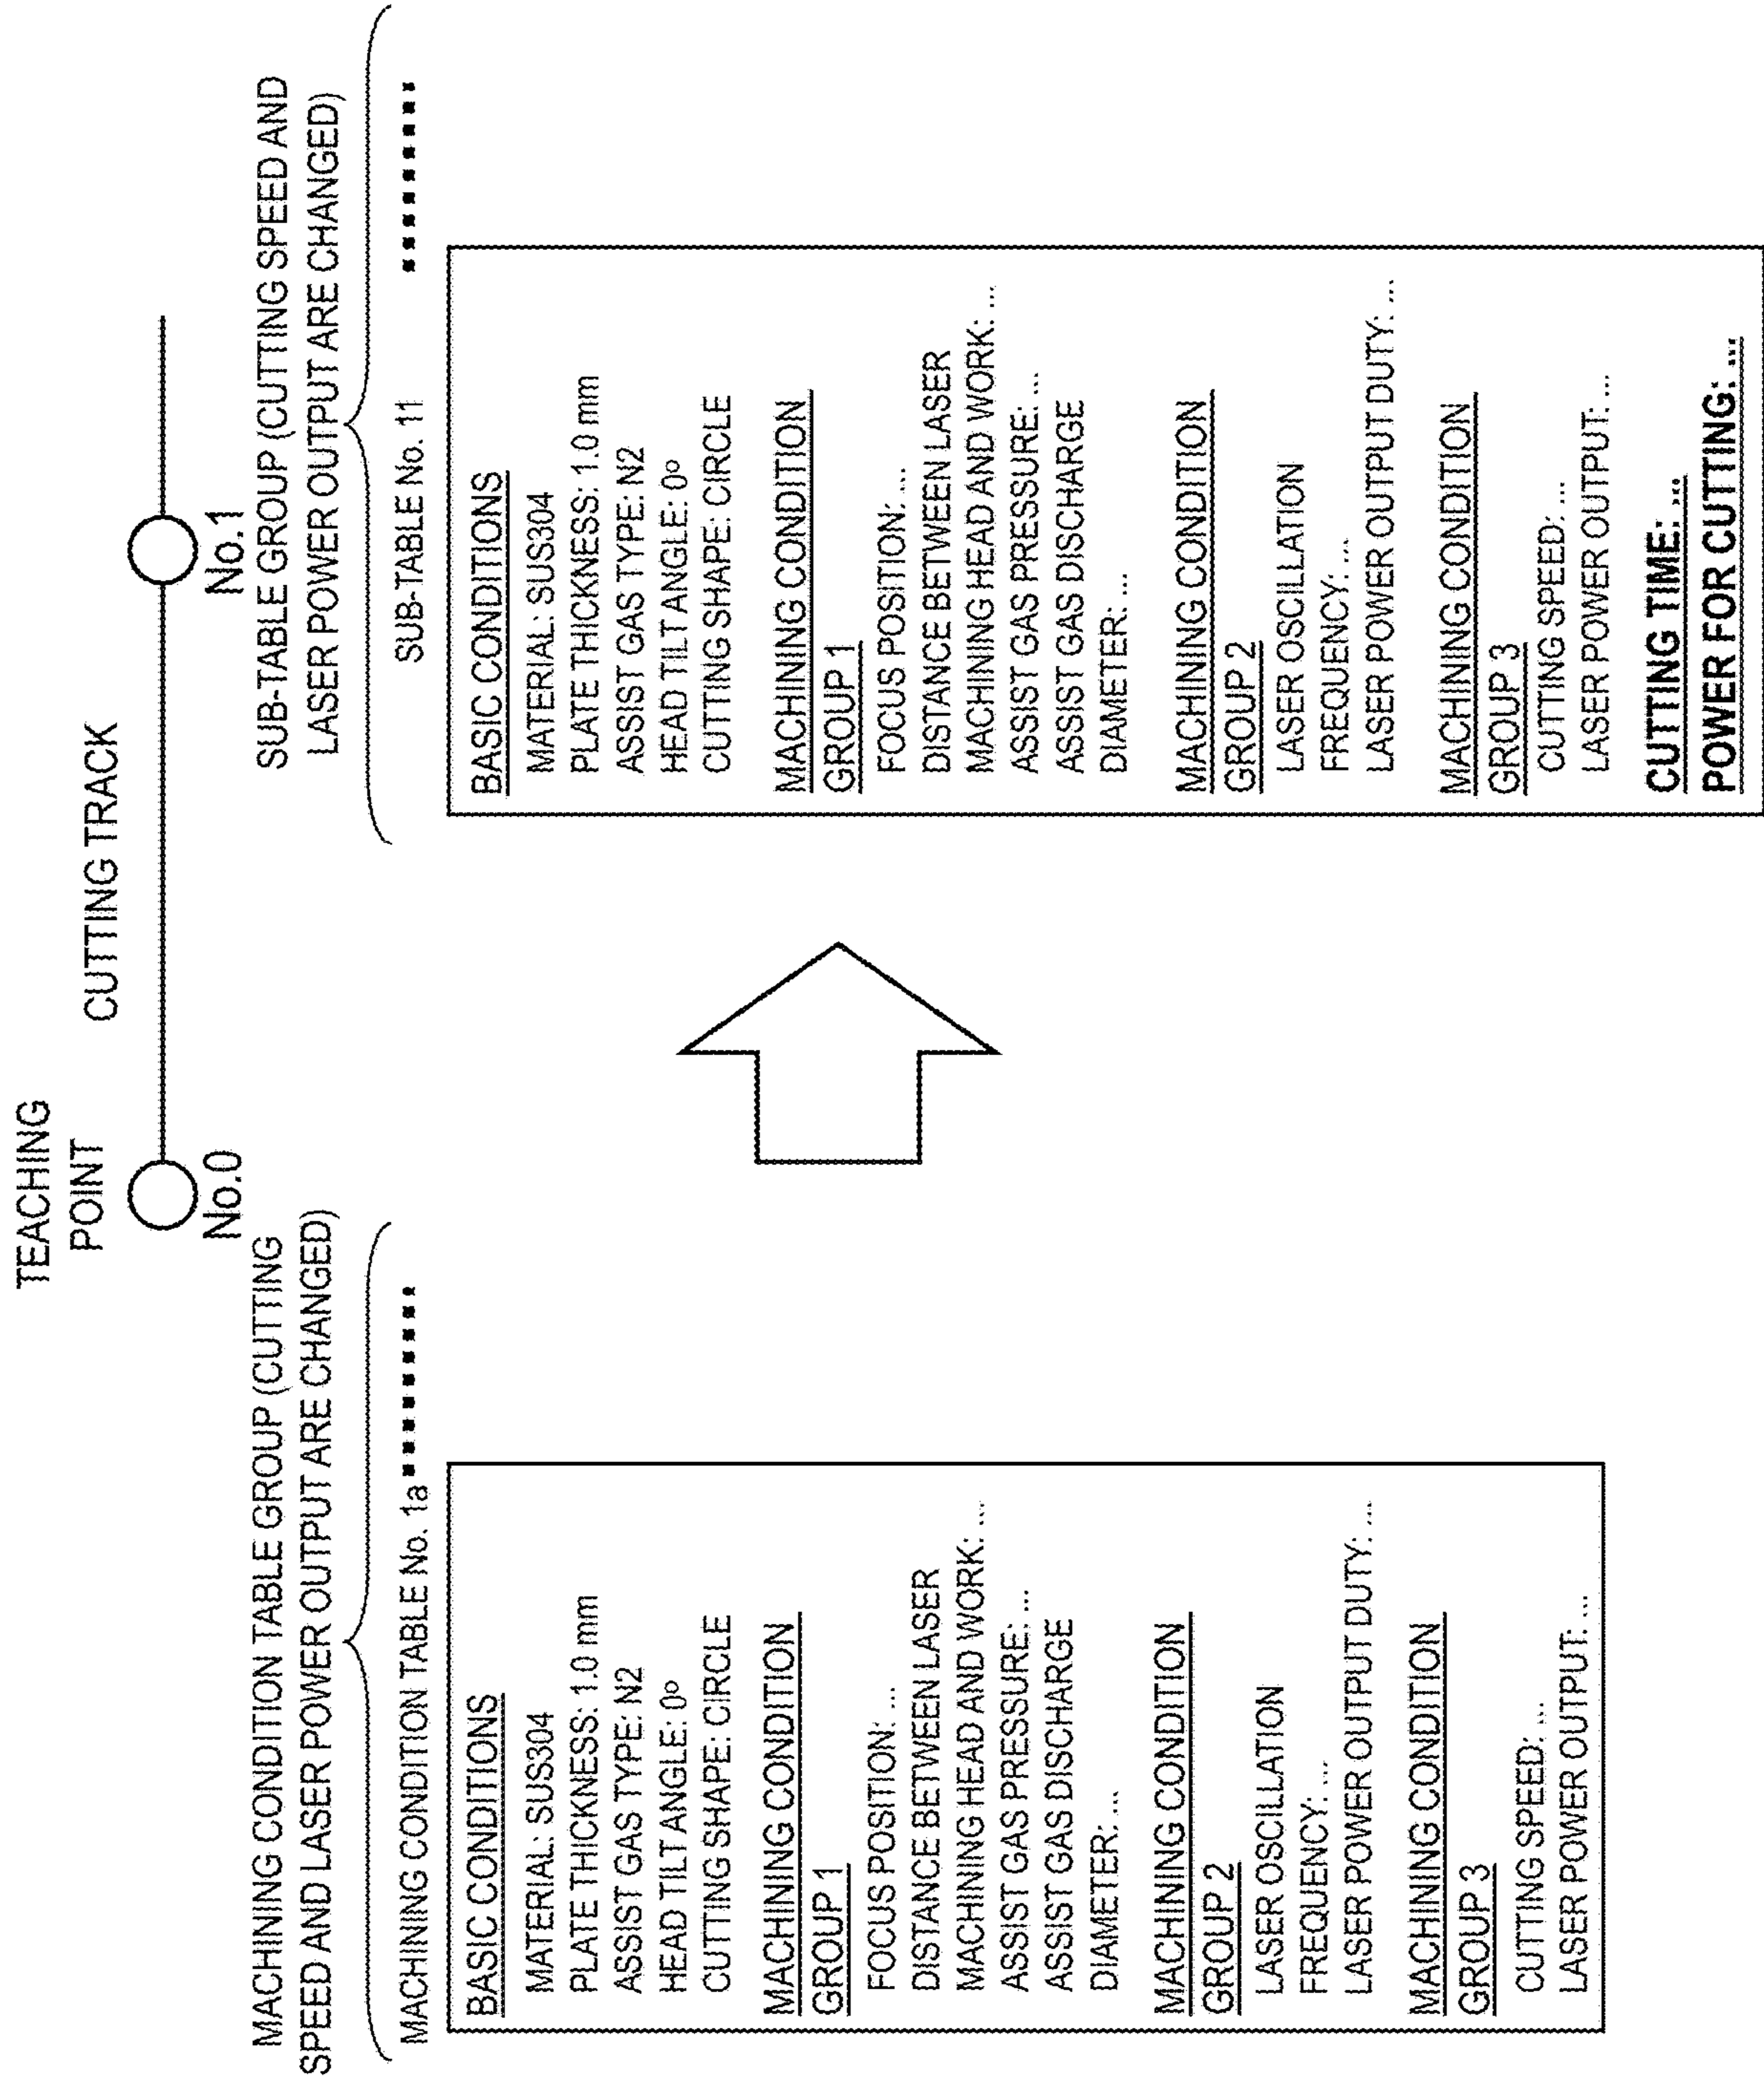 TEACHING
POINT
CUTTING TRACK
No.0
No.1
MACHINING CONDITION TABLE GROUP (CUTTING
SPEED AND LASER POWER OUTPUT ARE CHANGED)
MACHINING CONDITION TABLE No. 1a
BASIC CONDITIONS
MATERIAL: SUS304
PLATE THICKNESS: 1.0 mm
ASSIST GAS TYPE: N2
HEAD TILT ANGLE: 0°
CUTTING SHAPE: CIRCLE
MACHINING CONDITION
GROUP 1
FOCUS POSITION: ...
DISTANCE BETWEEN LASER
MACHINING HEAD AND WORK: ...
ASSIST GAS PRESSURE: ...
ASSIST GAS DISCHARGE
DIAMETER: ...
MACHINING CONDITION
GROUP 2
LASER OSCILLATION
FREQUENCY: ...
LASER POWER OUTPUT DUTY: ...
MACHINING CONDITION
GROUP 3
CUTTING SPEED: ...
LASER POWER OUTPUT: ...
SUB-TABLE GROUP (CUTTING SPEED AND
LASER POWER OUTPUT ARE CHANGED)
SUB-TABLE No. 11
BASIC CONDITIONS
MATERIAL: SUS304
PLATE THICKNESS: 1.0 mm
ASSIST GAS TYPE: N2
HEAD TILT ANGLE: 0°
CUTTING SHAPE: CIRCLE
MACHINING CONDITION
GROUP 1
FOCUS POSITION: ...
DISTANCE BETWEEN LASER
MACHINING HEAD AND WORK: ...
ASSIST GAS PRESSURE: ...
ASSIST GAS DISCHARGE
DIAMETER: ...
MACHINING CONDITION
GROUP 2
LASER OSCILLATION
FREQUENCY: ...
LASER POWER OUTPUT DUTY: ...
MACHINING CONDITION
GROUP 3
CUTTING SPEED: ...
LASER POWER OUTPUT: ...
CUTTING TIME: ...
POWER FOR CUTTING: ...